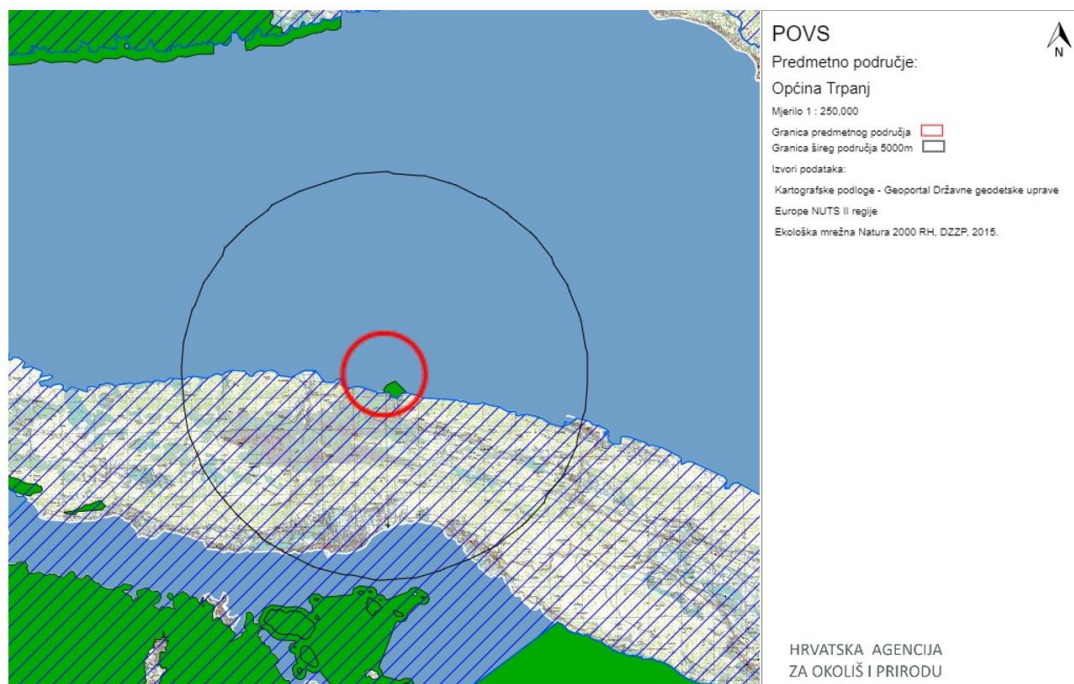 POVS
N
Predmetno područje:
Općina Trpanj
Mjerilo 1 : 250,000
Granica predmetnog područja
Granica šireg područja 5000m
Izvori podataka:
Kartografske podloge - Geoportal Državne geodetske uprave
Europe NUTS II regije
Ekološka mrežna Natura 2000 RH, DZZP, 2015.
HRVATSKA AGENCIJA
ZA OKOLIŠ I PRIRODU